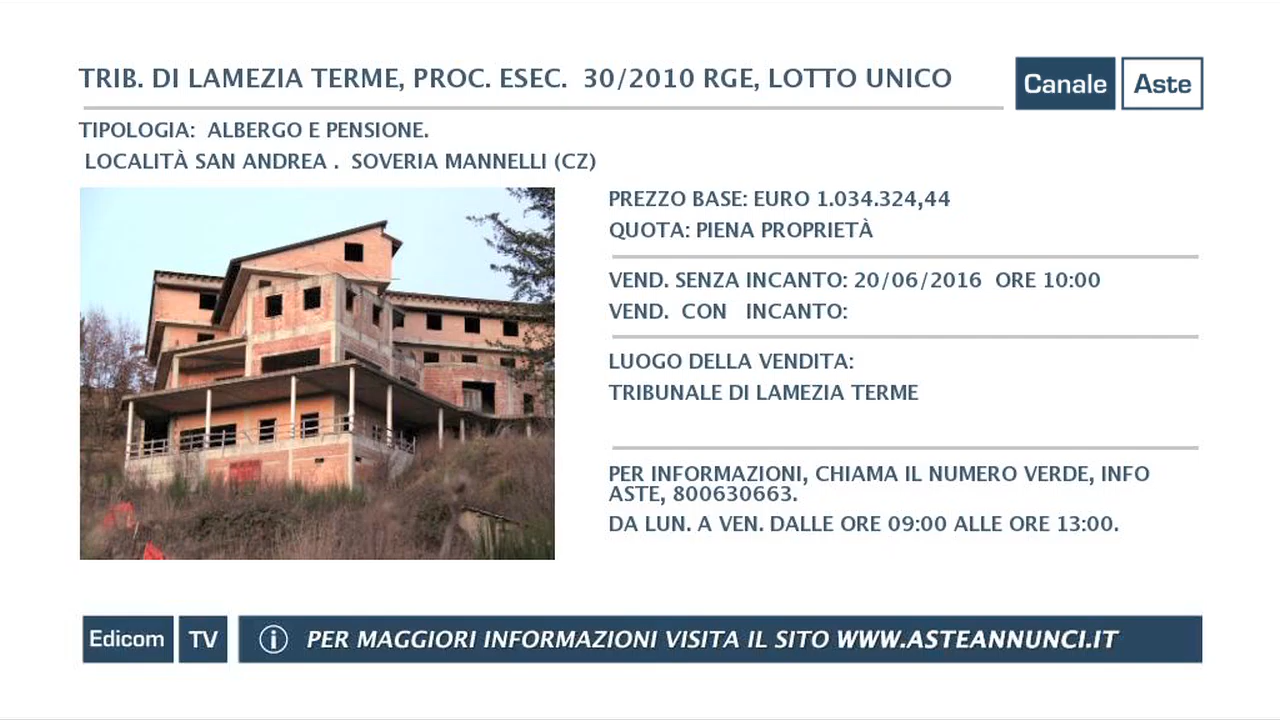 TRIB. DI LAMEZIA TERME, PROC. ESEC. 30/2010 RGE, LOTTO UNICO
Canale Aste
TIPOLOGIA: ALBERGO E PENSIONE.
LOCALITÀ SAN ANDREA . SOVERIA MANNELLI (CZ)
PREZZO BASE: EURO 1.034.324,44
QUOTA: PIENA PROPRIETÀ
VEND. SENZA INCANTO: 20/06/2016 ORE 10:00
VEND. CON INCANTO:
LUOGO DELLA VENDITA:
TRIBUNALE DI LAMEZIA TERME
PER INFORMAZIONI, CHIAMA IL NUMERO VERDE, INFO
ASTE, 800630663.
DA LUN. A VEN. DALLE ORE 09:00 ALLE ORE 13:00.
Edicom TV
PER MAGGIORI INFORMAZIONI VISITA IL SITO WWW.ASTEANNUNCI.IT